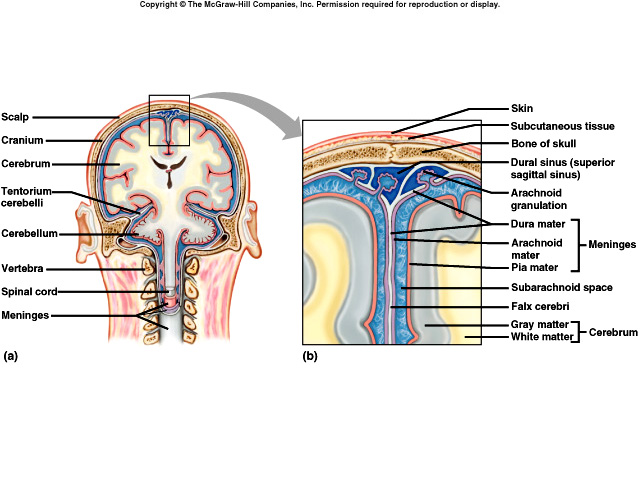 Copyright © The McGraw-Hill Companies, Inc. Permission required for reproduction or display.
Scalp
Cranium
Cerebrum
Tentorium
cerebelli
Cerebellum
Vertebra
Spinal cord
Meninges
(a)
Skin
Subcutaneous tissue
Bone of skull
Dural sinus (superior
sagittal sinus)
Arachnoid
granulation
Dura mater
Arachnoid
mater
Pia mater
Meninges
Subarachnoid space
Falx cerebri
Gray matter
White matter
Cerebrum
(b)